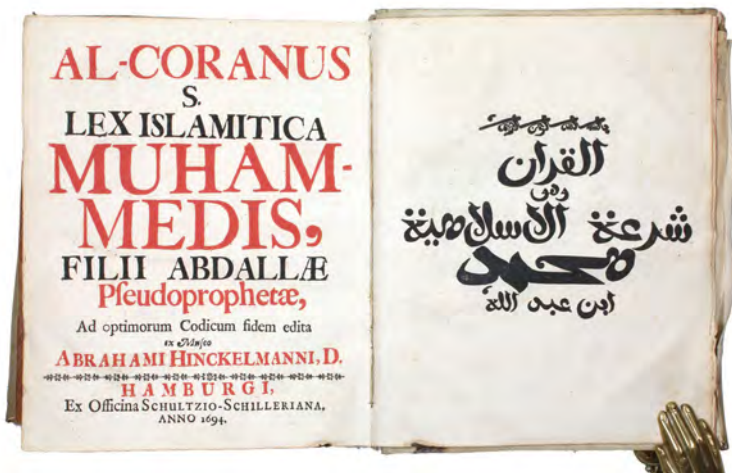 AL-CORANUS
S.
LEX ISLAMITICA
MUHAM-
MEDIS,
FILII ABDALLÆ
Pſeudoprophetæ,
Ad optimorum Codicum fidem edita
ex Muſeo
ABRAHAMI HINCKELMANNI, D.
HAMBURGI,
Ex Officina SCHULTZIO-SCHILLERIANA,
ANNO 1694.
القران
وهي
شرعة الاسلامية
محمد
ابن عبد الله